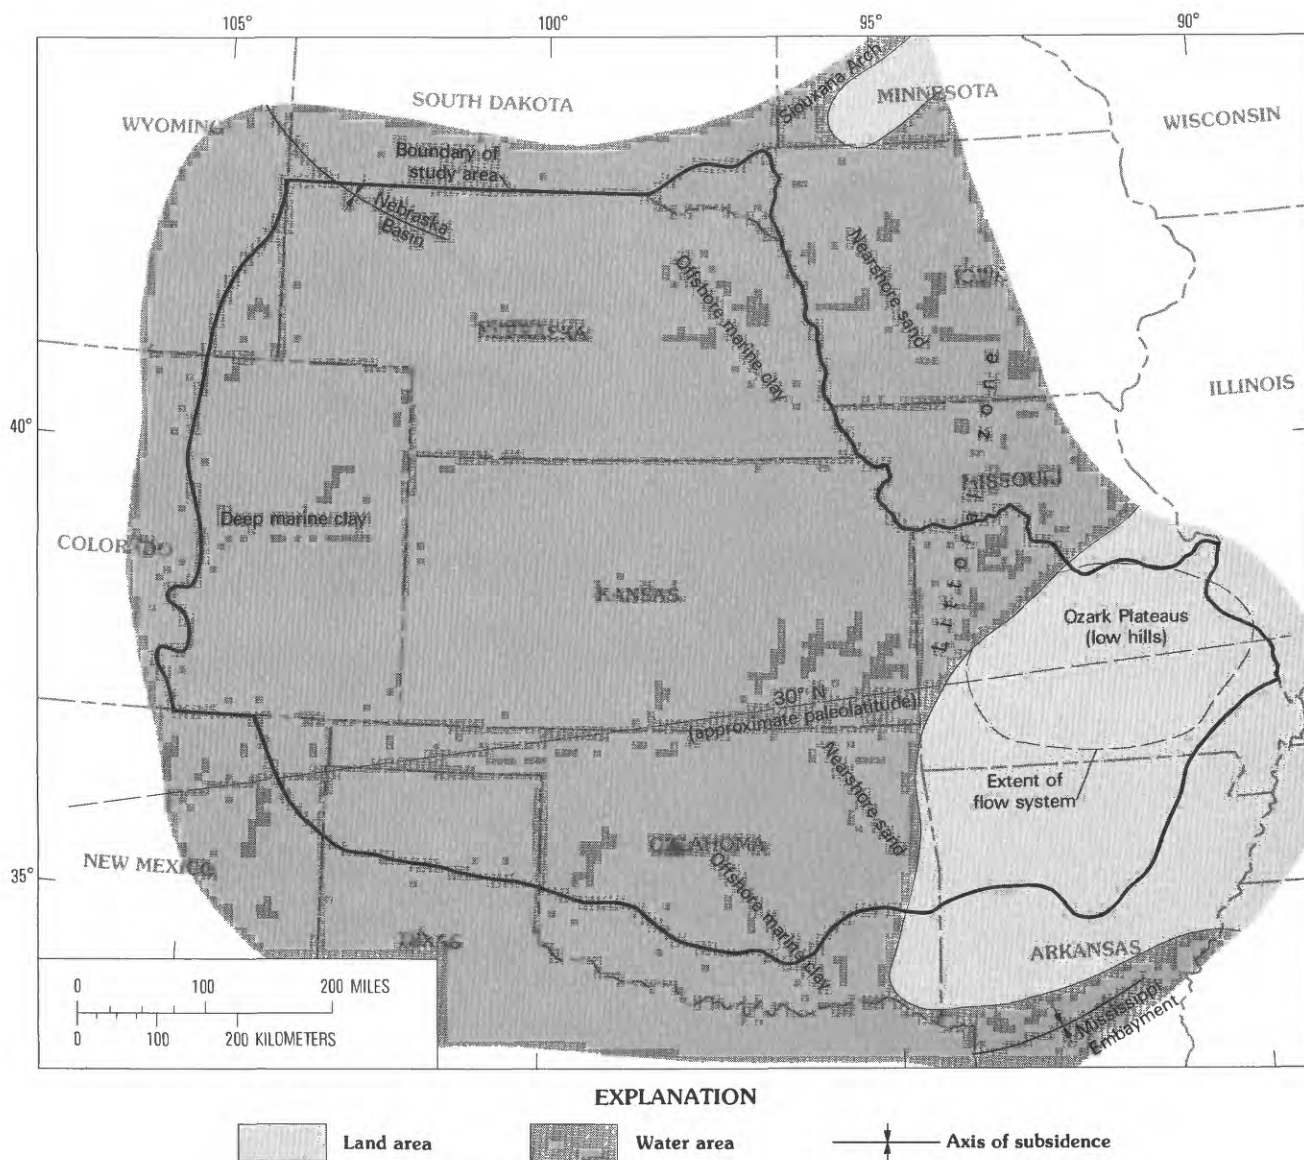 105°
100°
95°
90°
SOUTH DAKOTA
Siouxana Arch
MINNESOTA
WISCONSIN
WYOMING
Boundary of
study area
Nebraska
Basin
Offshore marine clay
Nearshore sand
IOWA
NEBRASKA
Littoral zone
ILLINOIS
40°
MISSOURI
Deep marine clay
COLORADO
KANSAS
Ozark Plateaus
(low hills)
30° N
(approximate paleolatitude)
Nearshore sand
Extent of
flow system
OKLAHOMA
Offshore marine clay
NEW MEXICO
35°
TEXAS
ARKANSAS
Mississippi
Embayment
0 100 200 MILES
0 100 200 KILOMETERS
EXPLANATION
Land area
Water area
Axis of subsidence